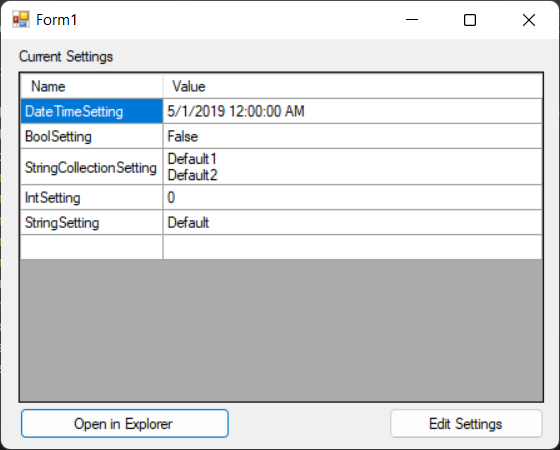 Form1
Current Settings
Name Value
DateTimeSetting 5/1/2019 12:00:00 AM
BoolSetting False
StringCollectionSetting Default1
Default2
IntSetting 0
StringSetting Default
Open in Explorer Edit Settings